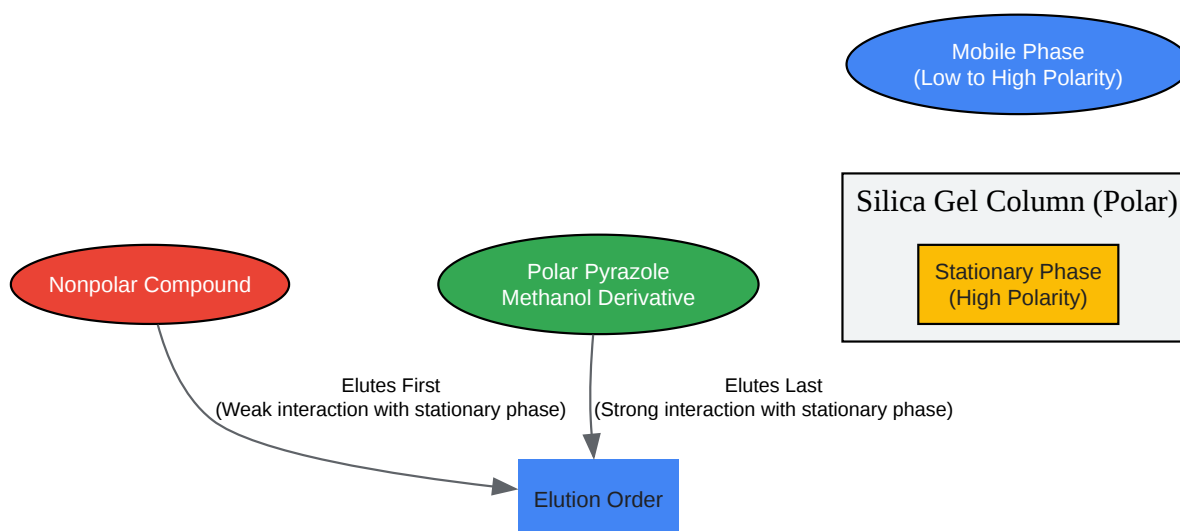 Mobile Phase
(Low to High Polarity)
Silica Gel Column (Polar)
Stationary Phase
(High Polarity)
Nonpolar Compound
Polar Pyrazole
Methanol Derivative
Elutes First
(Weak interaction with stationary phase)
Elutes Last
(Strong interaction with stationary phase)
Elution Order